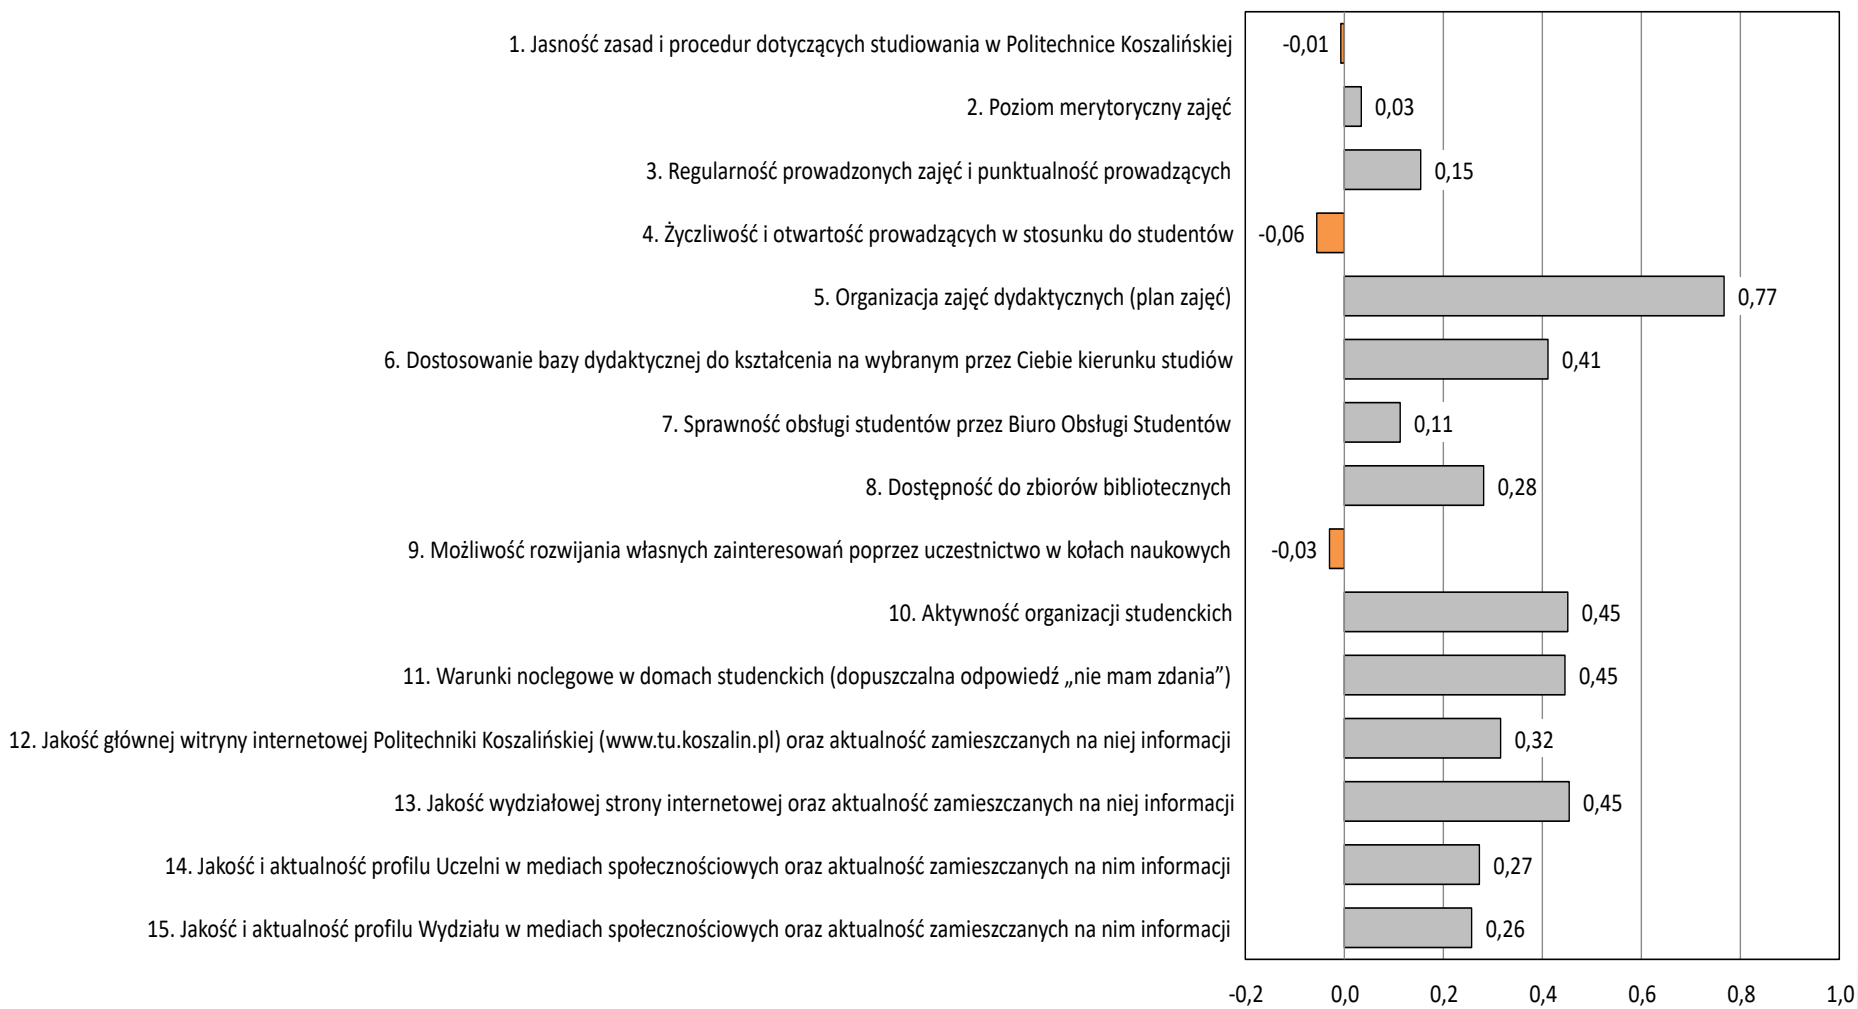 1. Jasność zasad i procedur dotyczących studiowania w Politechnice Koszalińskiej -0,01
2. Poziom merytoryczny zajęć 0,03
3. Regularność prowadzonych zajęć i punktualność prowadzących 0,15
4. Życzliwość i otwartość prowadzących w stosunku do studentów -0,06
5. Organizacja zajęć dydaktycznych (plan zajęć) 0,77
6. Dostosowanie bazy dydaktycznej do kształcenia na wybranym przez Ciebie kierunku studiów 0,41
7. Sprawność obsługi studentów przez Biuro Obsługi Studentów 0,11
8. Dostępność do zbiorów bibliotecznych 0,28
9. Możliwość rozwijania własnych zainteresowań poprzez uczestnictwo w kołach naukowych -0,03
10. Aktywność organizacji studenckich 0,45
11. Warunki noclegowe w domach studenckich (dopuszczalna odpowiedź „nie mam zdania”) 0,45
12. Jakość głównej witryny internetowej Politechniki Koszalińskiej (www.tu.koszalin.pl) oraz aktualność zamieszczanych na niej informacji 0,32
13. Jakość wydziałowej strony internetowej oraz aktualność zamieszczanych na niej informacji 0,45
14. Jakość i aktualność profilu Uczelni w mediach społecznościowych oraz aktualność zamieszczanych na nim informacji 0,27
15. Jakość i aktualność profilu Wydziału w mediach społecznościowych oraz aktualność zamieszczanych na nim informacji 0,26
-0,2 0,0 0,2 0,4 0,6 0,8 1,0